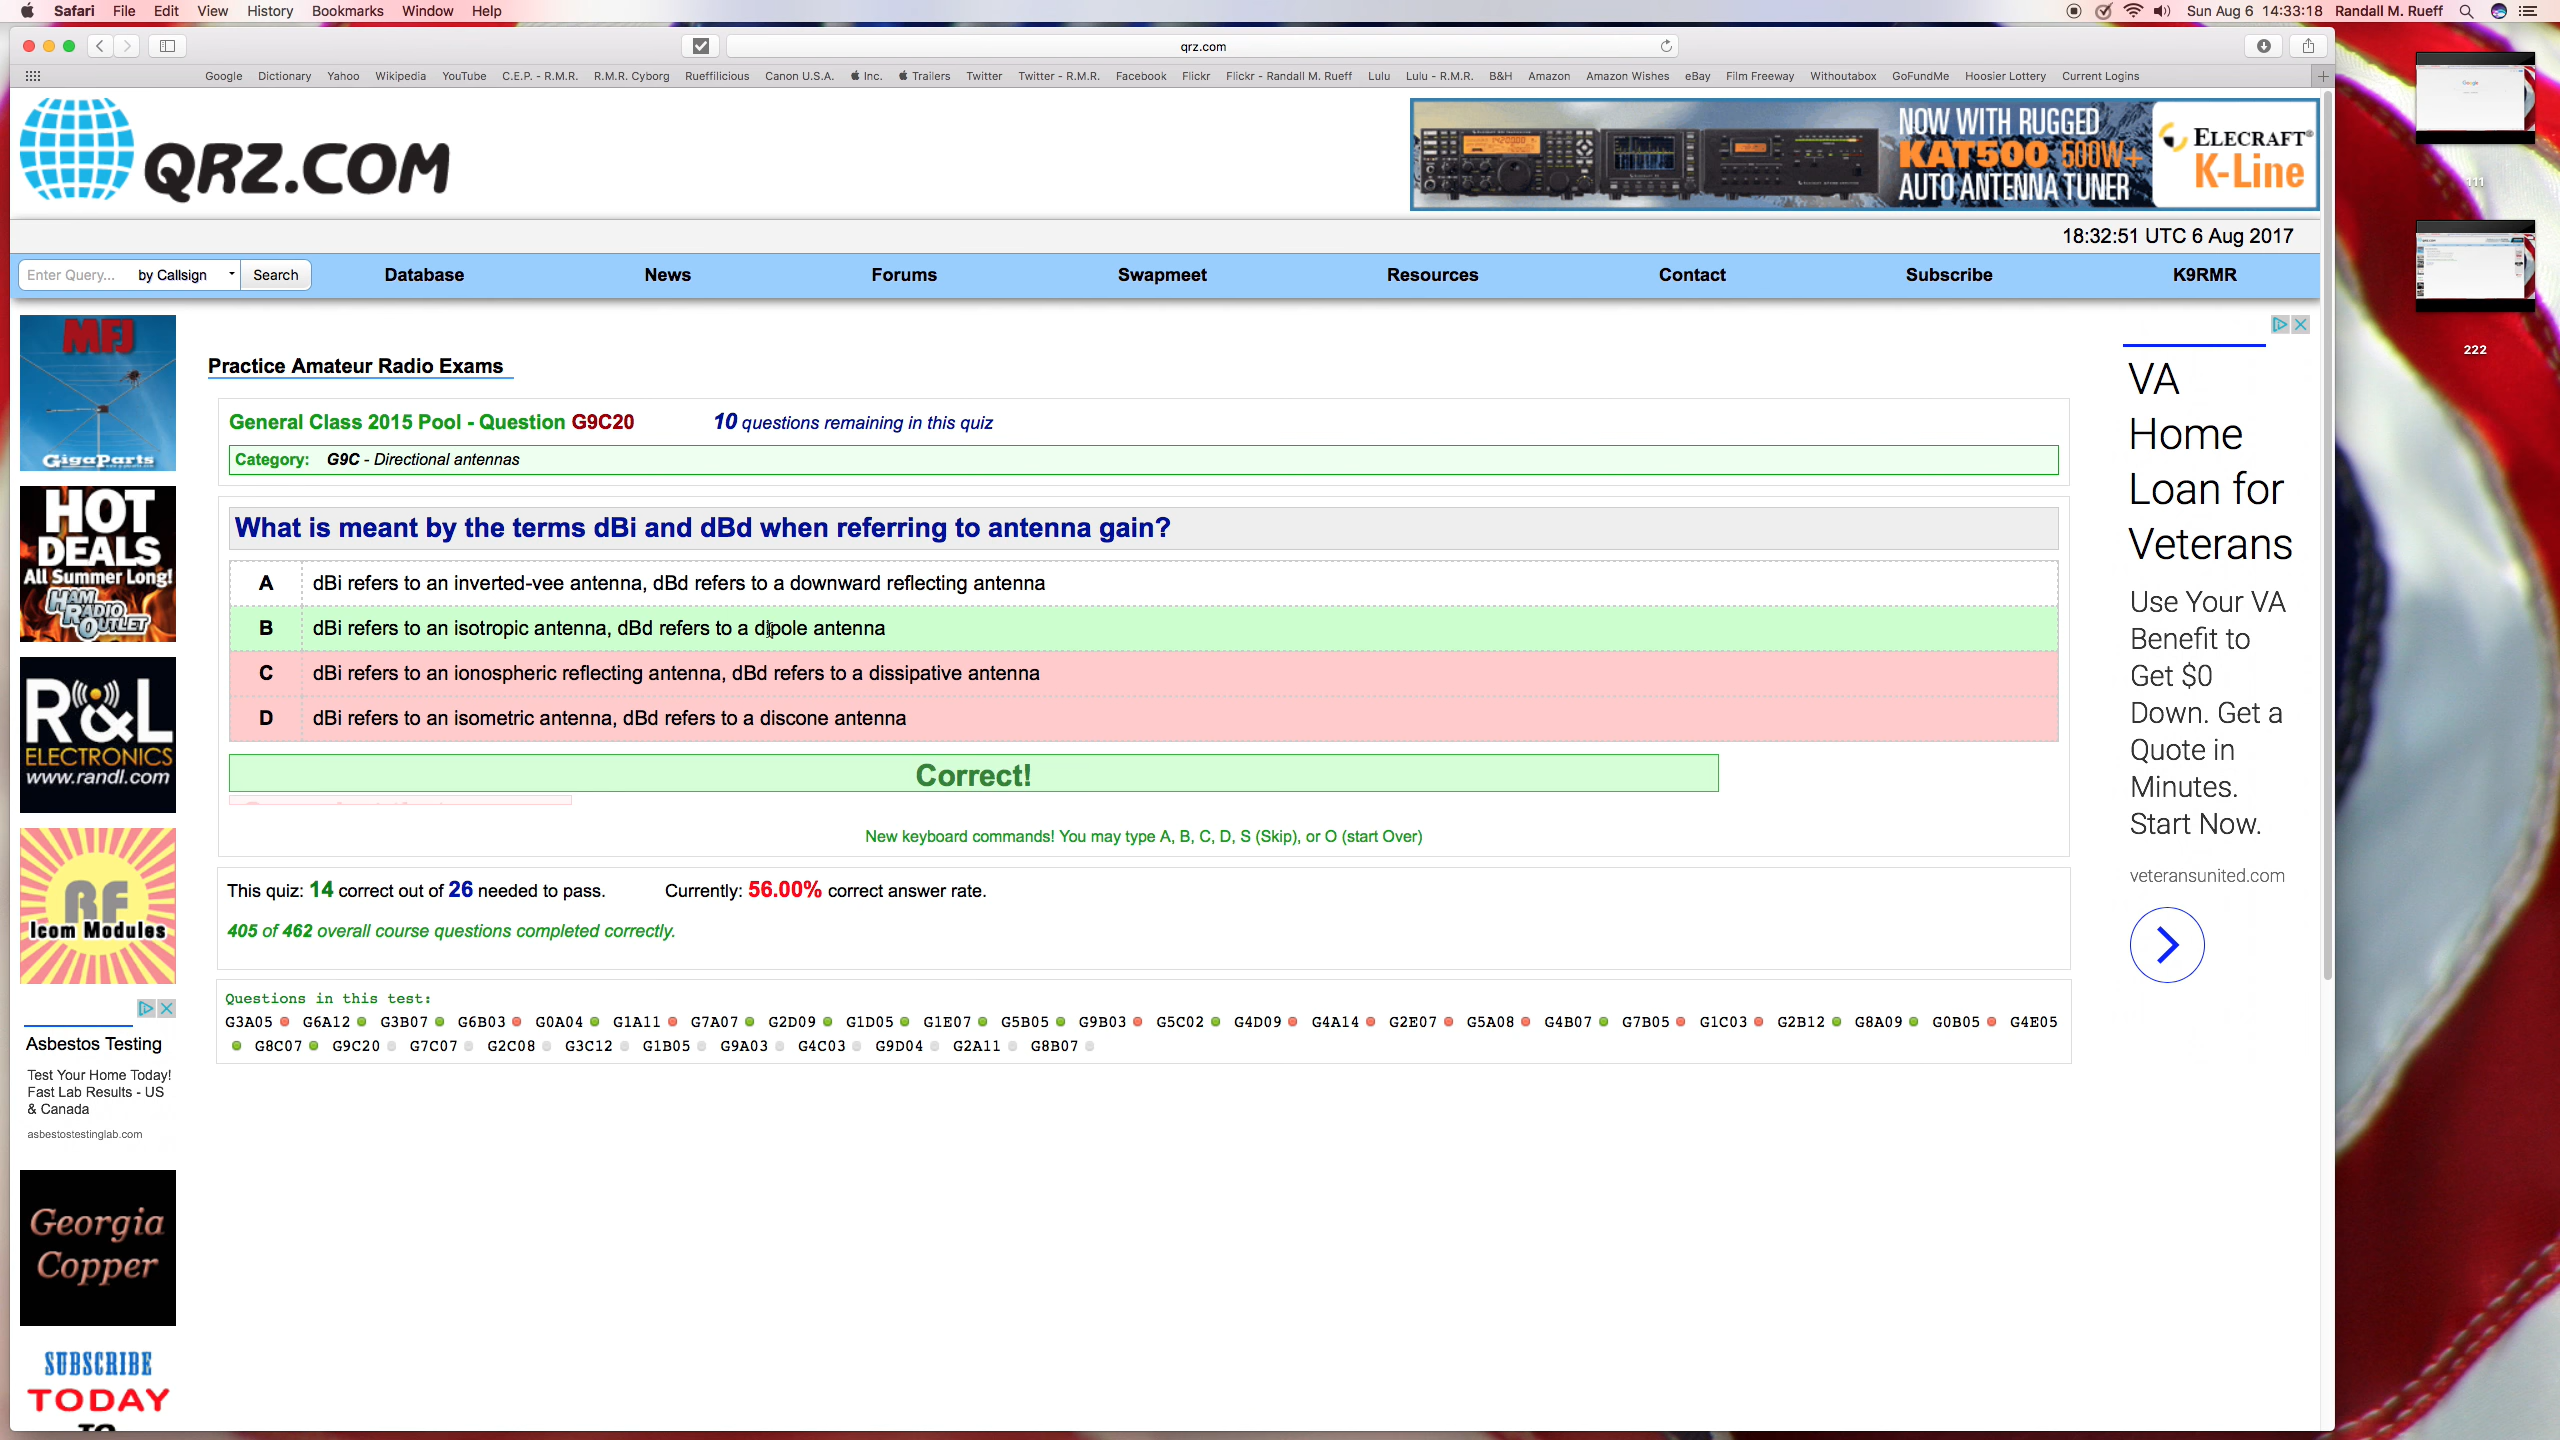 Safari File Edit View History Bookmarks Window Help Sun Aug 6 14:33:18 Randall M. Rueff
qrz.com
Google Dictionary Yahoo Wikipedia YouTube C.E.P. - R.M.R. R.M.R. Cyborg Rueffilicious Canon U.S.A. Inc. Trailers Twitter Twitter - R.M.R. Facebook Flickr Flickr - Randall M. Rueff Lulu Lulu - R.M.R. B&H Amazon Amazon Wishes eBay Film Freeway Withoutabox GoFundMe Hoosier Lottery Current Logins
QRZ.COM
NOW WITH RUGGED
KAT500 500W+
AUTO ANTENNA TUNER
ELECRAFT®
K-Line
111
222
18:32:51 UTC 6 Aug 2017
Enter Query... by Callsign Search Database News Forums Swapmeet Resources Contact Subscribe K9RMR
MFJ
GigaParts
HOT
DEALS
All Summer Long!
HAM
RADIO
OUTLET
R&L
ELECTRONICS
www.randl.com
RF
Icom Modules
Asbestos Testing
Test Your Home Today!
Fast Lab Results - US
& Canada
asbestostestinglab.com
Georgia
Copper
SUBSCRIBE
TODAY
TO
Practice Amateur Radio Exams
General Class 2015 Pool - Question G9C20 10 questions remaining in this quiz
Category: G9C - Directional antennas
What is meant by the terms dBi and dBd when referring to antenna gain?
A dBi refers to an inverted-vee antenna, dBd refers to a downward reflecting antenna
B dBi refers to an isotropic antenna, dBd refers to a dipole antenna
C dBi refers to an ionospheric reflecting antenna, dBd refers to a dissipative antenna
D dBi refers to an isometric antenna, dBd refers to a discone antenna
Correct!
New keyboard commands! You may type A, B, C, D, S (Skip), or O (start Over)
This quiz: 14 correct out of 26 needed to pass. Currently: 56.00% correct answer rate.
405 of 462 overall course questions completed correctly.
Questions in this test:
G3A05 G6A12 G3B07 G6B03 G0A04 G1A11 G7A07 G2D09 G1D05 G1E07 G5B05 G9B03 G5C02 G4D09 G4A14 G2E07 G5A08 G4B07 G7B05 G1C03 G2B12 G8A09 G0B05 G4E05
G8C07 G9C20 G7C07 G2C08 G3C12 G1B05 G9A03 G4C03 G9D04 G2A11 G8B07
VA
Home
Loan for
Veterans
Use Your VA
Benefit to
Get $0
Down. Get a
Quote in
Minutes.
Start Now.
veteransunited.com